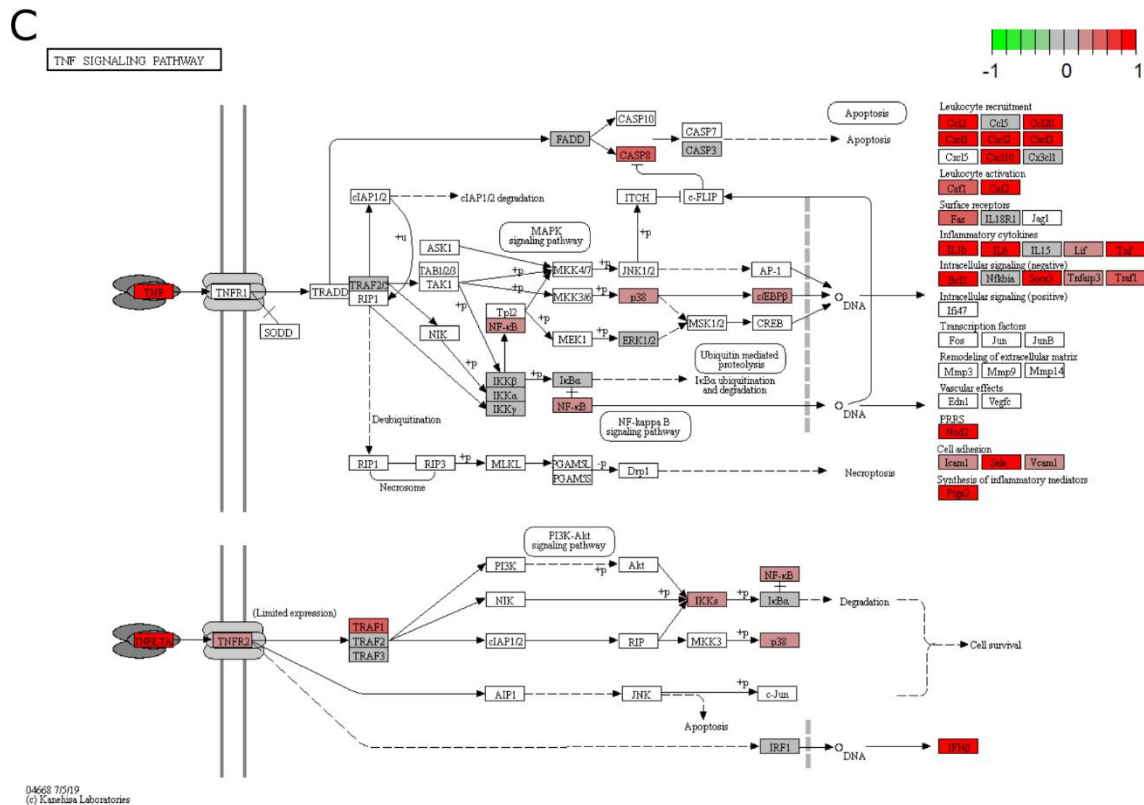 C
TNF SIGNALING PATHWAY
-1 0 1
Apoptosis
CASP10
FADD
CASP7
CASP8
CASP3
Apoptosis
cIAP1/2
cIAP1/2 degradation
ITCH
c-FLIP
+u
+p
MAPK
signaling pathway
ASK1
TAB1/2/3
TAK1
+p
+p
MKK4/7
+p
JNK1/2
AP-1
TNF
TNFR1
TRADD
TRAF2/5
RIP1
MKK3/6
+p
p38
c/EBPβ
DNA
SODD
Tpl2
NF-κB
+p
+p
MSK1/2
CREB
NIK
MEK1
+p
ERK1/2
+p
+p
Ubiquitin mediated
proteolysis
IKKβ
IKKα
IKKγ
+p
IκBα
IκBα ubiquitination
and degradation
NF-κB
DNA
NF-kappa B
signaling pathway
Deubiquitination
RIP1
RIP3
+p
MLKL
PGAM5L
PGAM5S
-p
Drp1
Necroptosis
Necrosome
Leukocyte recruitment
Ccl2 Ccl5 Ccl20
Cxcl1 Cxcl2 Cxcl3
Cxcl5 Cxcl10 Cx3cl1
Leukocyte activation
Csf1 Csf2
Surface receptors
Fas IL18R1 Jag1
Inflammatory cytokines
IL1b IL6 IL15 Lif Tnf
Intracellular signaling (negative)
Bcl3 Nfkbia Socs3 Tnfaip3 Traf1
Intracellular signaling (positive)
Ifi47
Transcription factors
Fos Jun JunB
Remodeling of extracellular matrix
Mmp3 Mmp9 Mmp14
Vascular effects
Edn1 Vegfc
PRRS
Nod2
Cell adhesion
Icam1 Sele Vcam1
Synthesis of inflammatory mediators
Ptgs2
PI3K-Akt
signaling pathway
PI3K
+p
Akt
NF-κB
NIK
+p
IKKs
+p
IκBα
Degradation
(Limited expression)
TNFR2
TRAF1
TRAF2
TRAF3
cIAP1/2
RIP
MKK3
+p
p38
Cell survival
AIP1
JNK
+p
c-Jun
Apoptosis
IRF1
DNA
IFNβ
04668 7/5/19
(c) Kanehisa Laboratories